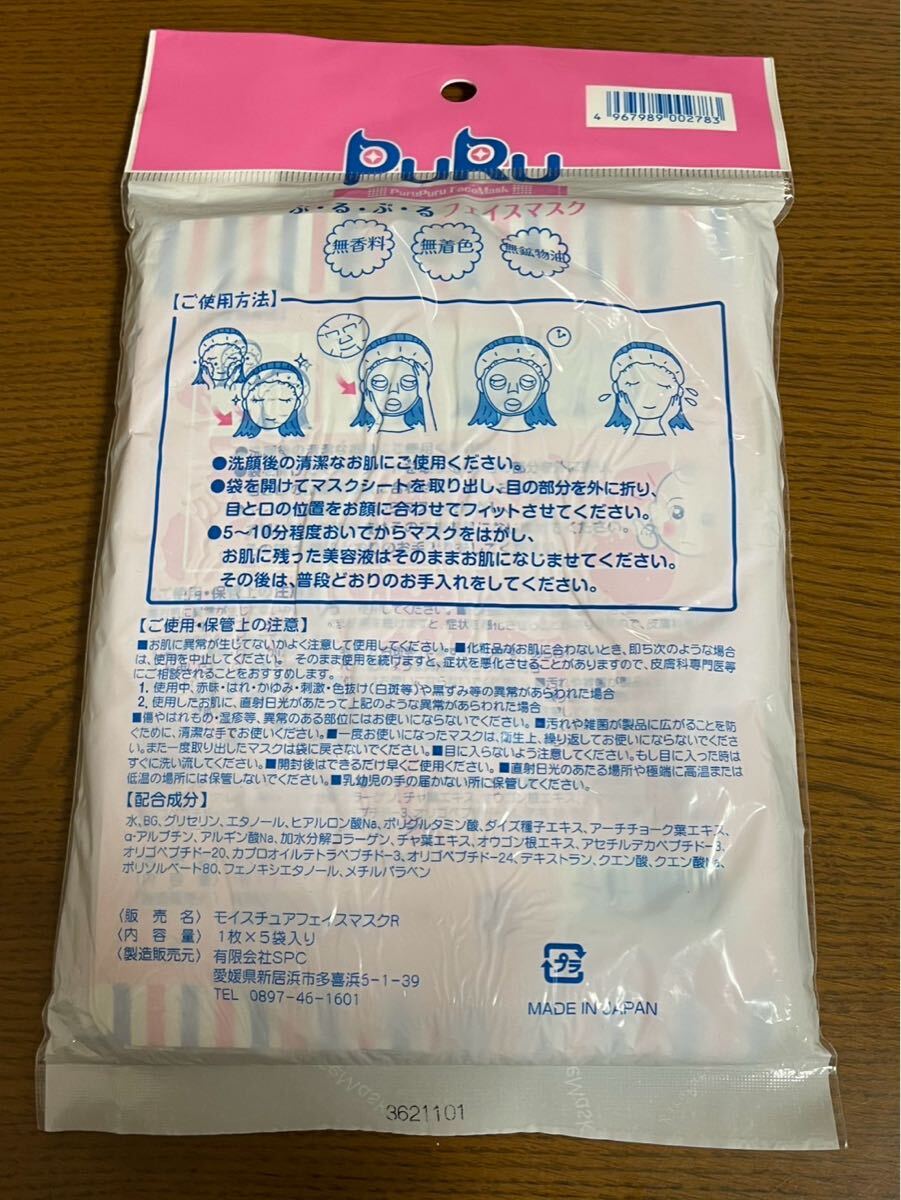 4 967989 002783
PuPu
PuruPuru FaceMask
ぷ・る・ぷ・る フェイスマスク
無香料
無着色
無鉱物油
【ご使用方法】
●洗顔後の清潔なお肌にご使用ください。
●袋を開けてマスクシートを取り出し、目の部分を外に折り、
目と口の位置をお顔に合わせてフィットさせてください。
●5～10分程度おいてからマスクをはがし、
お肌に残った美容液はそのままお肌になじませてください。
その後は、普段どおりのお手入れをしてください。
【ご使用・保管上の注意】
■お肌に異常が生じてないかよく注意して使用してください。■化粧品がお肌に合わないとき、即ち次のような場合
は、使用を中止してください。 そのまま使用を続けますと、症状を悪化させることがありますので、皮膚科専門医等
にご相談されることをおすすめします。
1. 使用中、赤味・はれ・かゆみ・刺激・色抜け(白斑等)や黒ずみ等の異常があらわれた場合
2. 使用したお肌に、直射日光があたって上記のような異常があらわれた場合
■傷やはれもの・湿疹等、異常のある部位にはお使いにならないでください。■汚れや雑菌が製品に広がることを防
ぐために、清潔な手でお使いください。■一度お使いになったマスクは、衛生上、繰り返してお使いにならないでくださ
い。また一度取り出したマスクは袋に戻さないでください。■目に入らないよう注意してください。もし目に入った時は
すぐに洗い流してください。■開封後はできるだけ早くご使用ください。■直射日光のあたる場所や極端に高温または
低温の場所には保管しないでください。■乳幼児の手の届かない所に保管してください。
【配合成分】
水、BG、グリセリン、エタノール、ヒアルロン酸Na、ポリグルタミン酸、ダイズ種子エキス、アーチチョーク葉エキス、
α-アルブチン、アルギン酸Na、加水分解コラーゲン、チャ葉エキス、オウゴン根エキス、アセチルデカペプチド-3、
オリゴペプチド-20、カプロオイルテトラペプチド-3、オリゴペプチド-24、デキストラン、クエン酸、クエン酸Na、
ポリソルベート80、フェノキシエタノール、メチルパラベン
〈販 売 名〉 モイスチュアフェイスマスクR
〈内 容 量〉 1枚×5袋入り
〈製造販売元〉 有限会社SPC
愛媛県新居浜市多喜浜6-1-39
TEL 0897-46-1601
プラ
MADE IN JAPAN
3621101